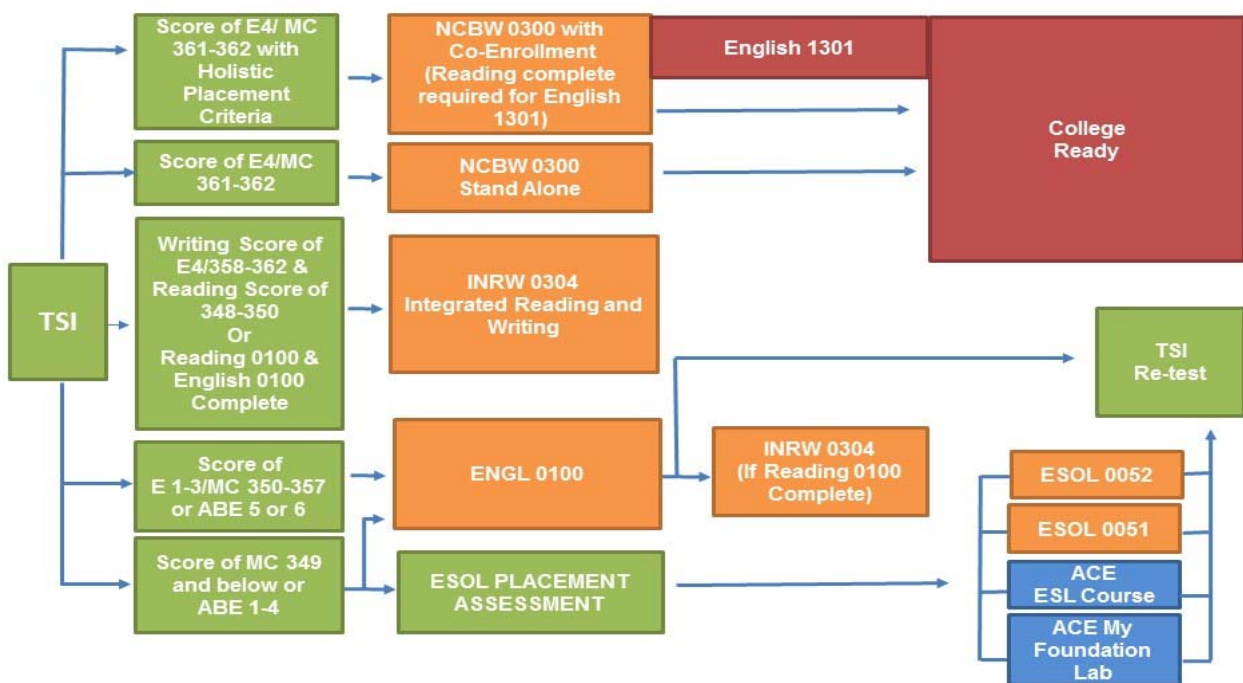 TSI
Score of E4/ MC
361-362 with
Holistic
Placement
Criteria
NCBW 0300 with
Co-Enrollment
(Reading complete
required for English
1301)
English 1301
College
Ready
Score of E4/MC
361-362
NCBW 0300
Stand Alone
Writing Score of
E4/358-362 &
Reading Score of
348-350
Or
Reading 0100 &
English 0100
Complete
INRW 0304
Integrated Reading and
Writing
TSI
Re-test
Score of
E 1-3/MC 350-357
or ABE 5 or 6
ENGL 0100
INRW 0304
(If Reading 0100
Complete)
Score of MC 349
and below or
ABE 1-4
ESOL PLACEMENT
ASSESSMENT
ESOL 0052
ESOL 0051
ACE
ESL Course
ACE My
Foundation
Lab